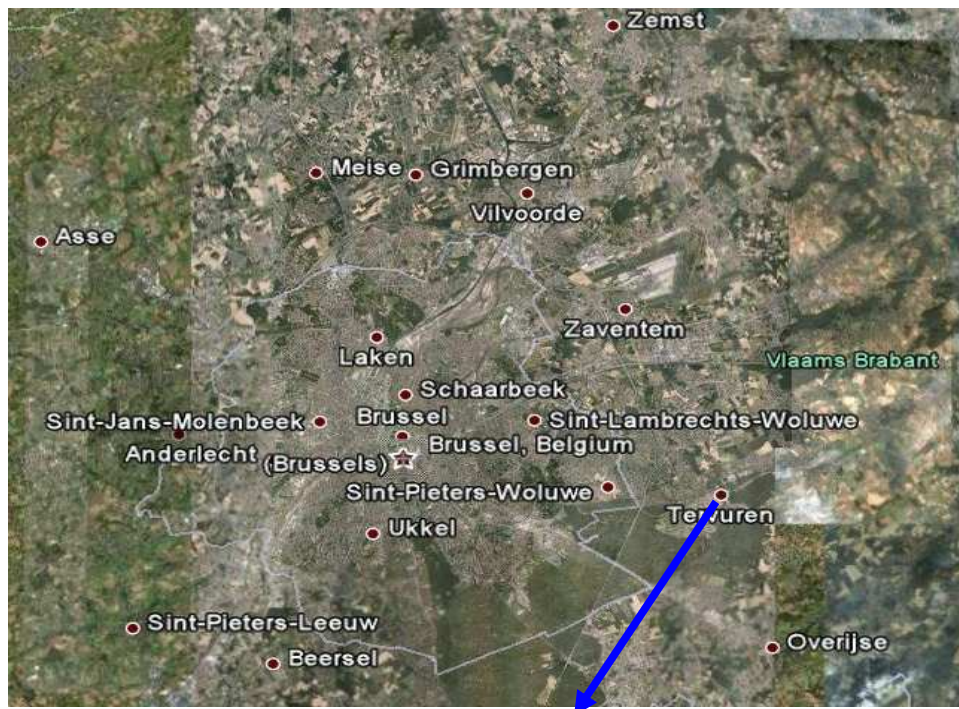 Zemst
Meise
Grimbergen
Vilvoorde
Asse
Zaventem
Laken
Vlaams Brabant
Schaarbeek
Brussel
Sint-Jans-Molenbeek
Sint-Lambrechts-Woluwe
Anderlecht
Brussel, Belgium
(Brussels)
Sint-Pieters-Woluwe
Tervuren
Ukkel
Sint-Pieters-Leeuw
Overijse
Beersel